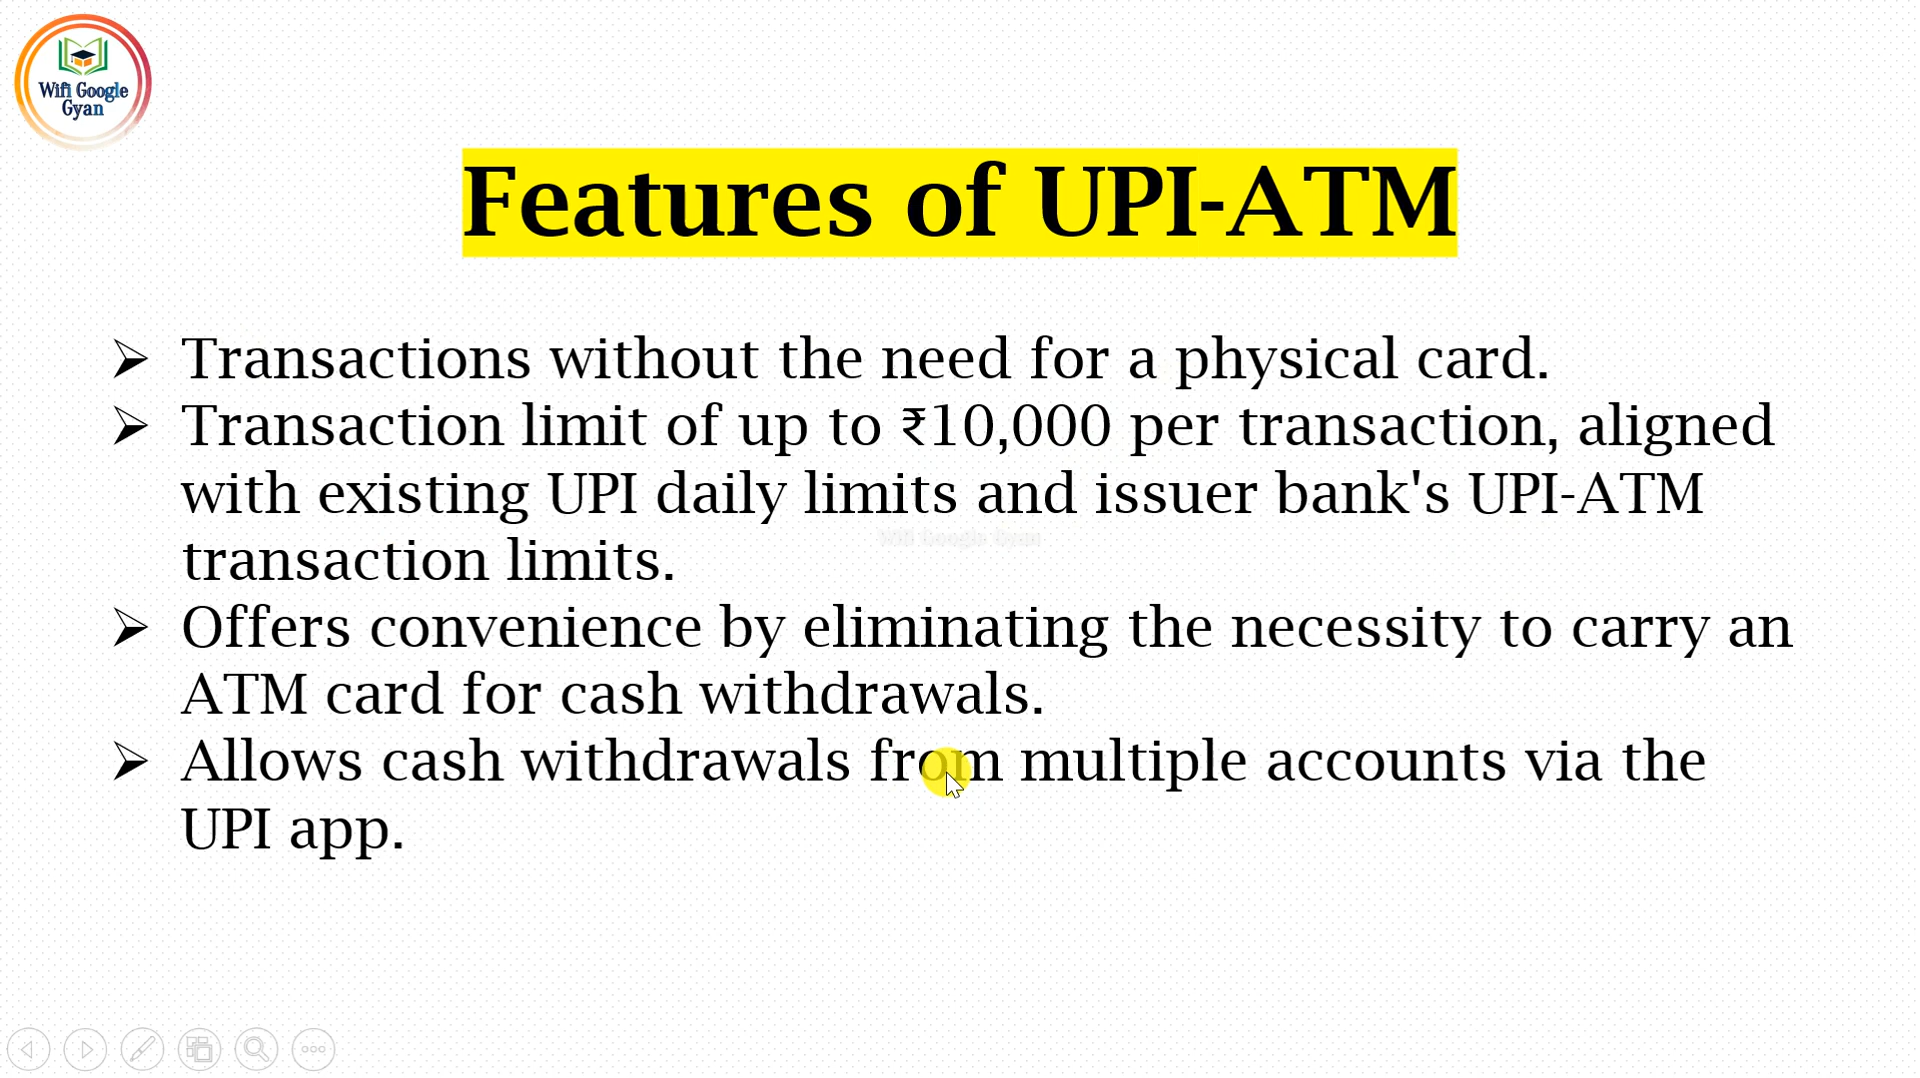 Wifi Google
Gyan
Features of UPI-ATM
➢ Transactions without the need for a physical card.
➢ Transaction limit of up to ₹10,000 per transaction, aligned
with existing UPI daily limits and issuer bank's UPI-ATM
transaction limits.
Wifi Google Gyan
➢ Offers convenience by eliminating the necessity to carry an
ATM card for cash withdrawals.
➢ Allows cash withdrawals from multiple accounts via the
UPI app.